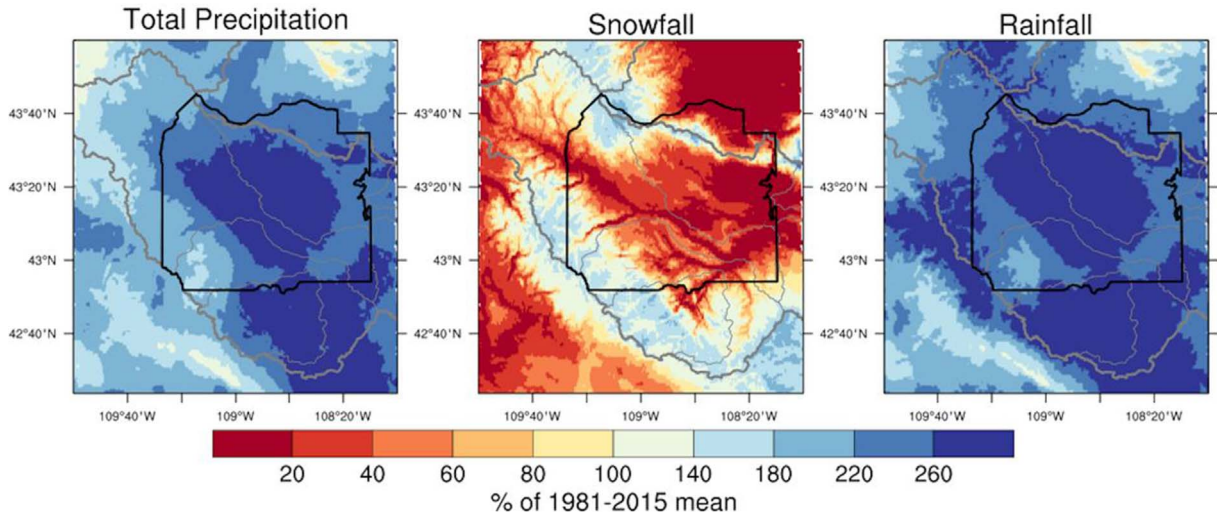 Total Precipitation
Snowfall
Rainfall
43°40'N
43°20'N
43°N
42°40'N
109°40'W
109°W
108°20'W
43°40'N
43°20'N
43°N
42°40'N
109°40'W
109°W
108°20'W
43°40'N
43°20'N
43°N
42°40'N
109°40'W
109°W
108°20'W
20 40 60 80 100 140 180 220 260
% of 1981-2015 mean